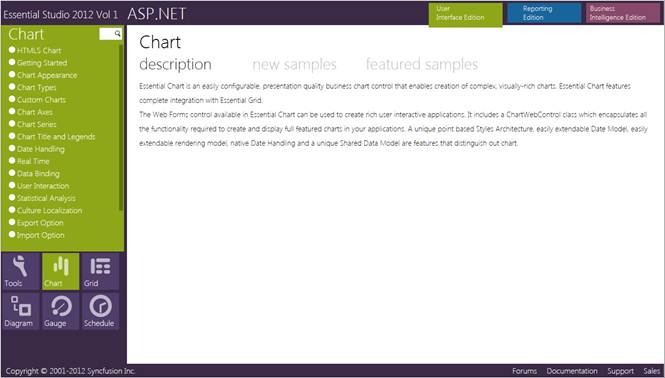 Essential Studio 2012 Vol 1 ASP.NET
User Interface Edition
Reporting Edition
Business Intelligence Edition
Chart
HTML5 Chart
Getting Started
Chart Appearance
Chart Types
Custom Charts
Chart Axes
Chart Series
Chart Title and Legends
Date Handling
Real Time
Data Binding
User Interaction
Statistical Analysis
Culture Localization
Export Option
Import Option
Tools
Chart
Grid
Diagram
Gauge
Schedule
Chart
description new samples featured samples
Essential Chart is an easily configurable, presentation quality business chart control that enables creation of complex, visually-rich charts. Essential Chart features
complete integration with Essential Grid.
The Web Forms control available in Essential Chart can be used to create rich user interactive applications. It includes a ChartWebControl class which encapsulates all
the functionality required to create and display full featured charts in your applications. A unique point based Styles Architecture, easily extendable Date Model, easily
extendable rendering model, native Date Handling and a unique Shared Data Model are features that distinguish out chart.
Copyright © 2001-2012 Syncfusion Inc.
Forums Documentation Support Sales